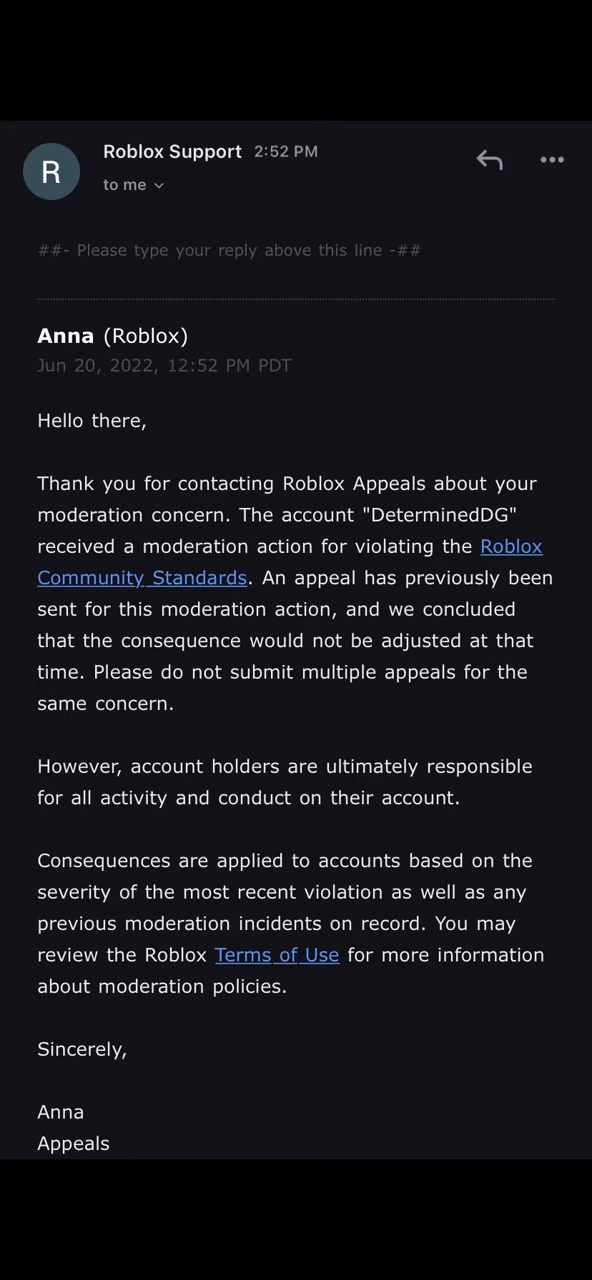 R
Roblox Support 2:52 PM
to me
##- Please type your reply above this line -##
Anna (Roblox)
Jun 20, 2022, 12:52 PM PDT
Hello there,
Thank you for contacting Roblox Appeals about your
moderation concern. The account "DeterminedDG"
received a moderation action for violating the Roblox
Community Standards. An appeal has previously been
sent for this moderation action, and we concluded
that the consequence would not be adjusted at that
time. Please do not submit multiple appeals for the
same concern.
However, account holders are ultimately responsible
for all activity and conduct on their account.
Consequences are applied to accounts based on the
severity of the most recent violation as well as any
previous moderation incidents on record. You may
review the Roblox Terms of Use for more information
about moderation policies.
Sincerely,
Anna
Appeals